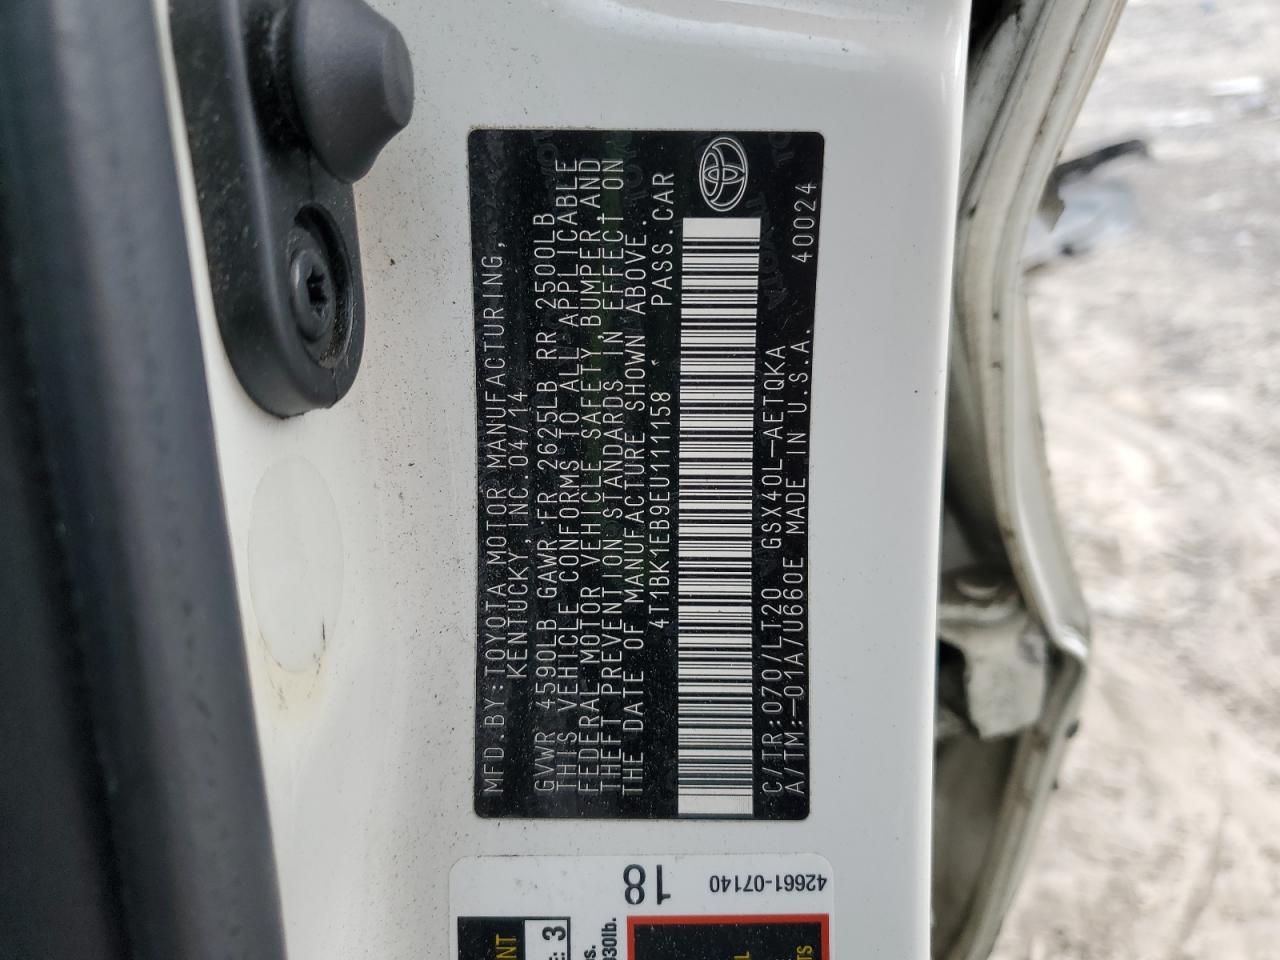 MFD.BY:TOYOTA MOTOR MANUFACTURING,
KENTUCKY,INC.04/14
GVWR 4590LB GAWR FR 2625LB RR 2500LB
THIS VEHICLE CONFORMS TO ALL APPLICABLE
FEDERAL MOTOR VEHICLE SAFETY,BUMPER,AND
THEFT PREVENTION STANDARDS IN EFFECT ON
THE DATE OF MANUFACTURE SHOWN ABOVE.
4T1BK1EB9EU111158 PASS.CAR
C/TR:070/LT20 GSX40L-AETQKA 40024
A/TM:-01A/U660E MADE IN U.S.A.
18
42661-07140
3